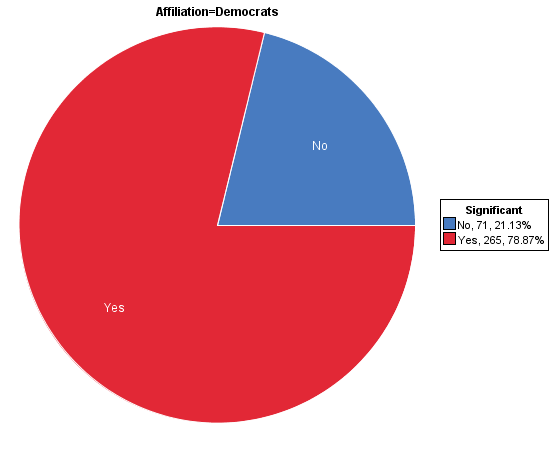 Affiliation=Democrats
No
Yes
Significant
No, 71, 21.13%
Yes, 265, 78.87%